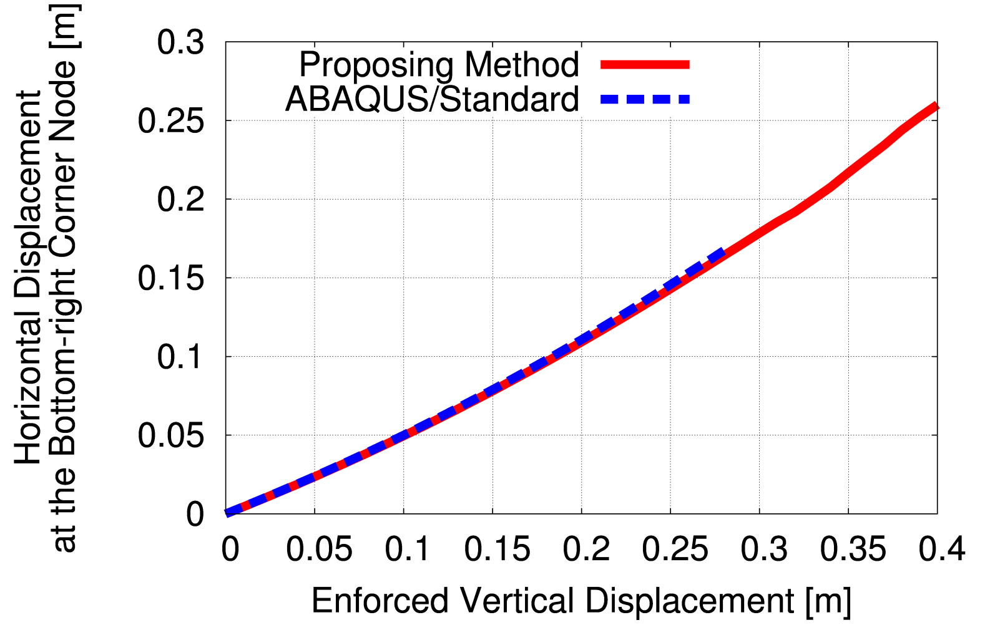 Horizontal Displacement
at the Bottom-right Corner Node [m]
0.3
0.25
0.2
0.15
0.1
0.05
0
Proposing Method
ABAQUS/Standard
0 0.05 0.1 0.15 0.2 0.25 0.3 0.35 0.4
Enforced Vertical Displacement [m]